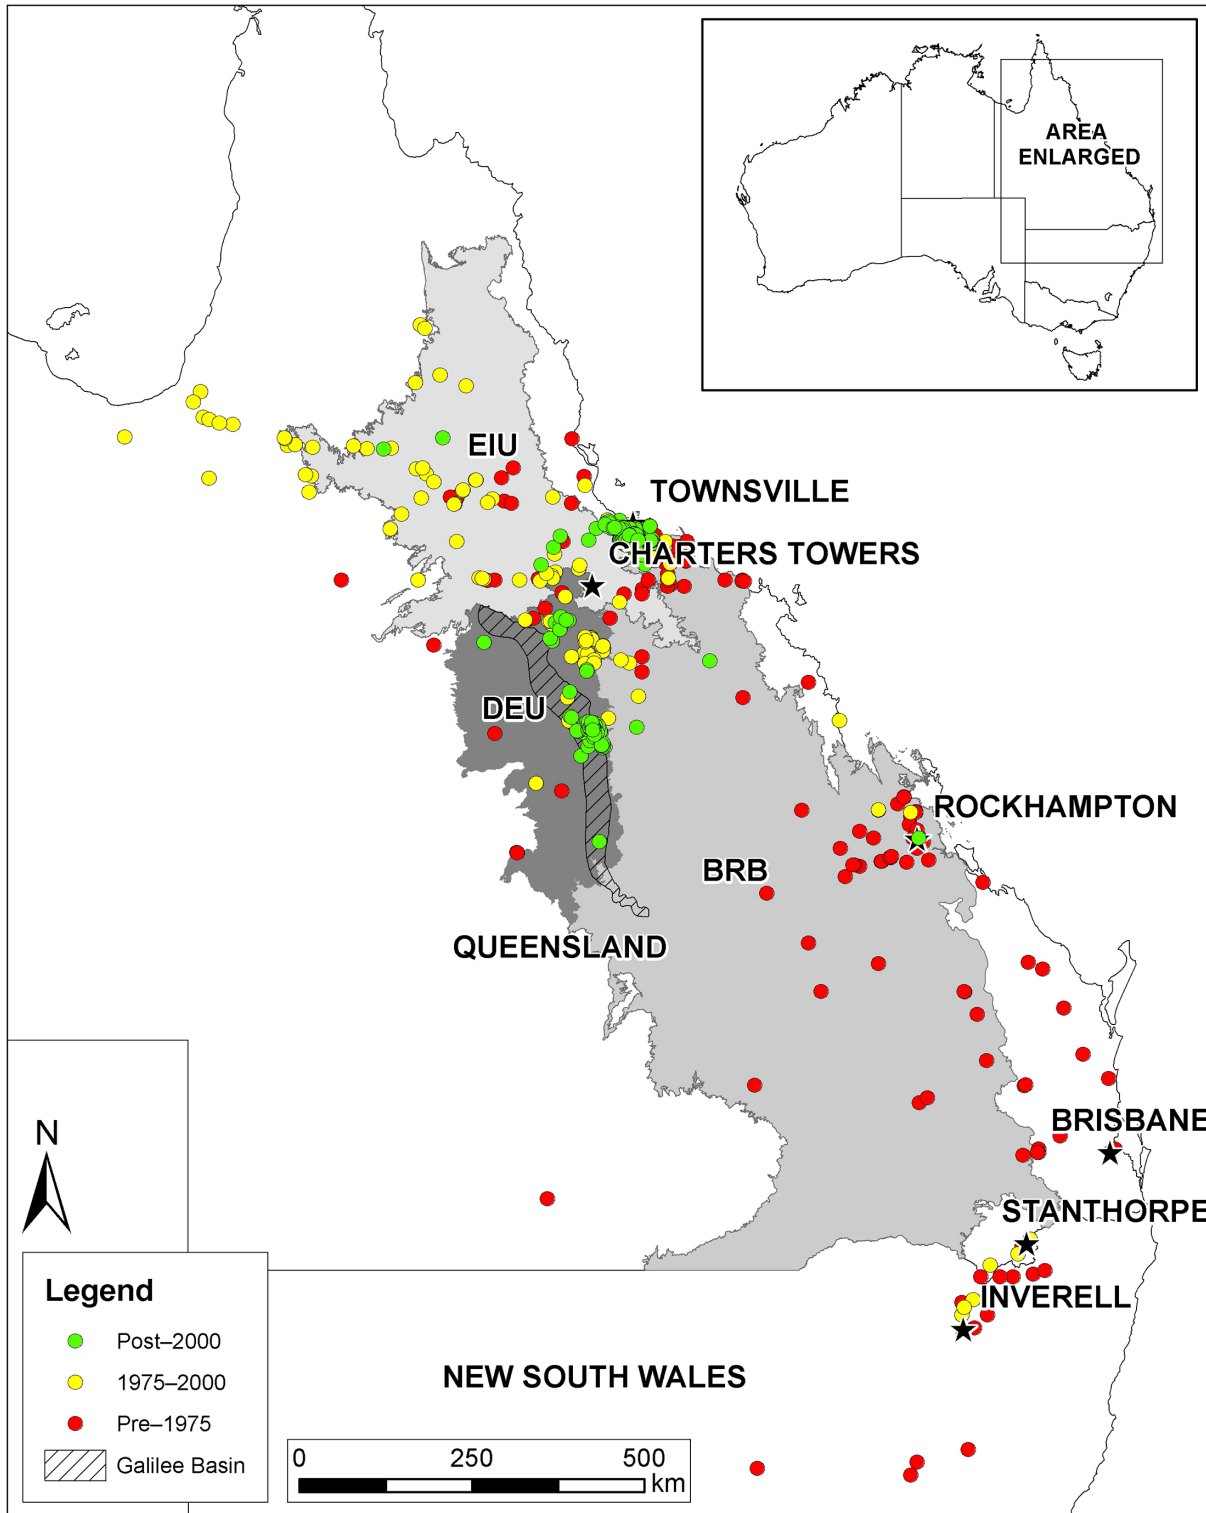 AREA
ENLARGED
EIU
TOWNSVILLE
CHARTERS TOWERS
DEU
ROCKHAMPTON
BRB
QUEENSLAND
N
BRISBANE
STANTHORPE
INVERELL
NEW SOUTH WALES
Legend
Post–2000
1975–2000
Pre–1975
Galilee Basin
0 250 500
km